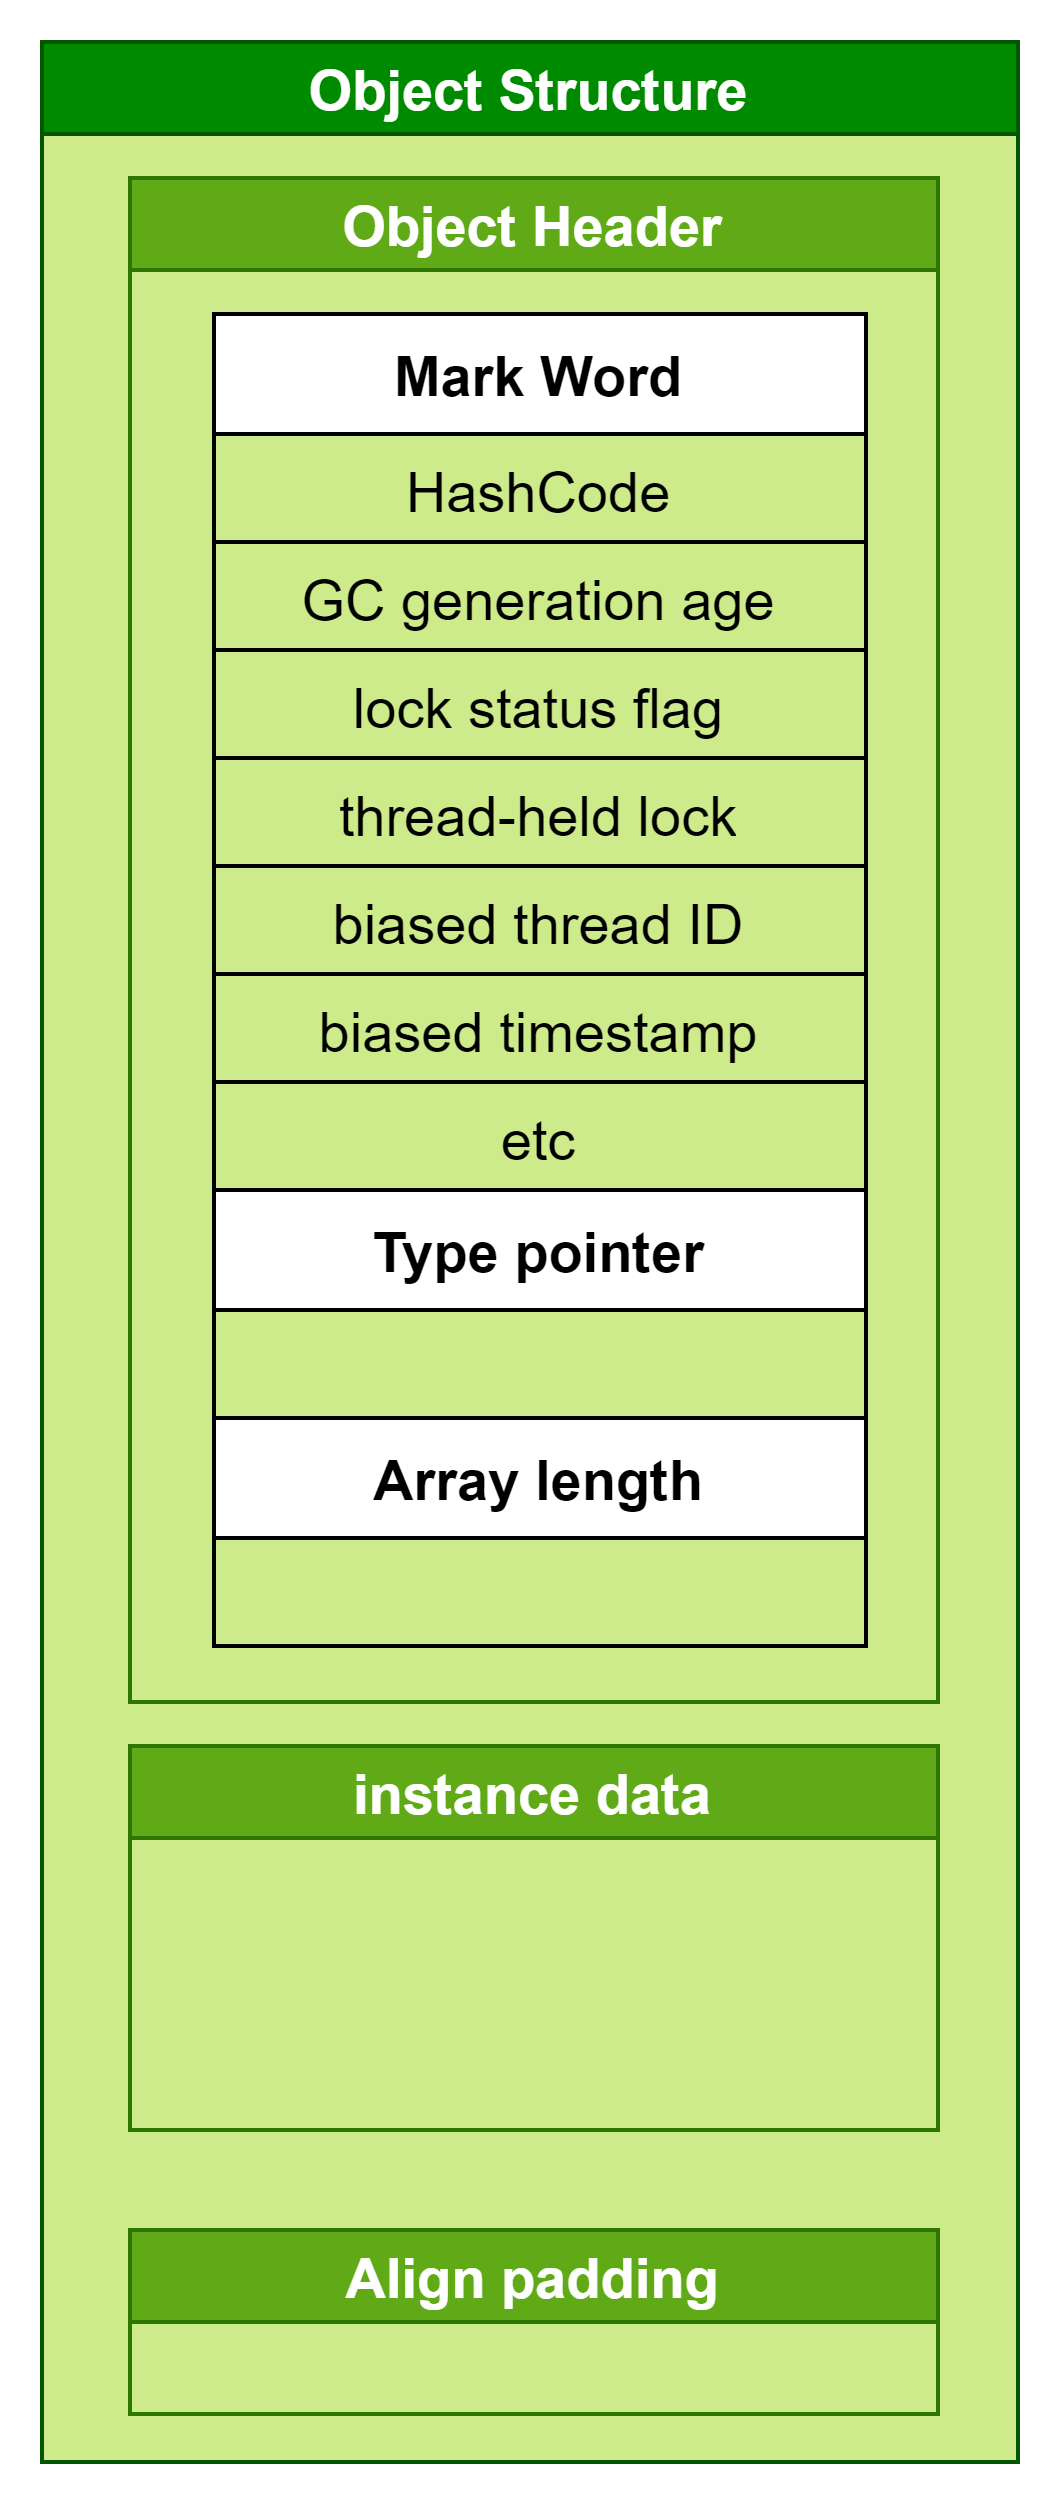 Object Structure
Object Header
Mark Word
HashCode
GC generation age
lock status flag
thread-held lock
biased thread ID
biased timestamp
etc
Type pointer
Array length
instance data
Align padding